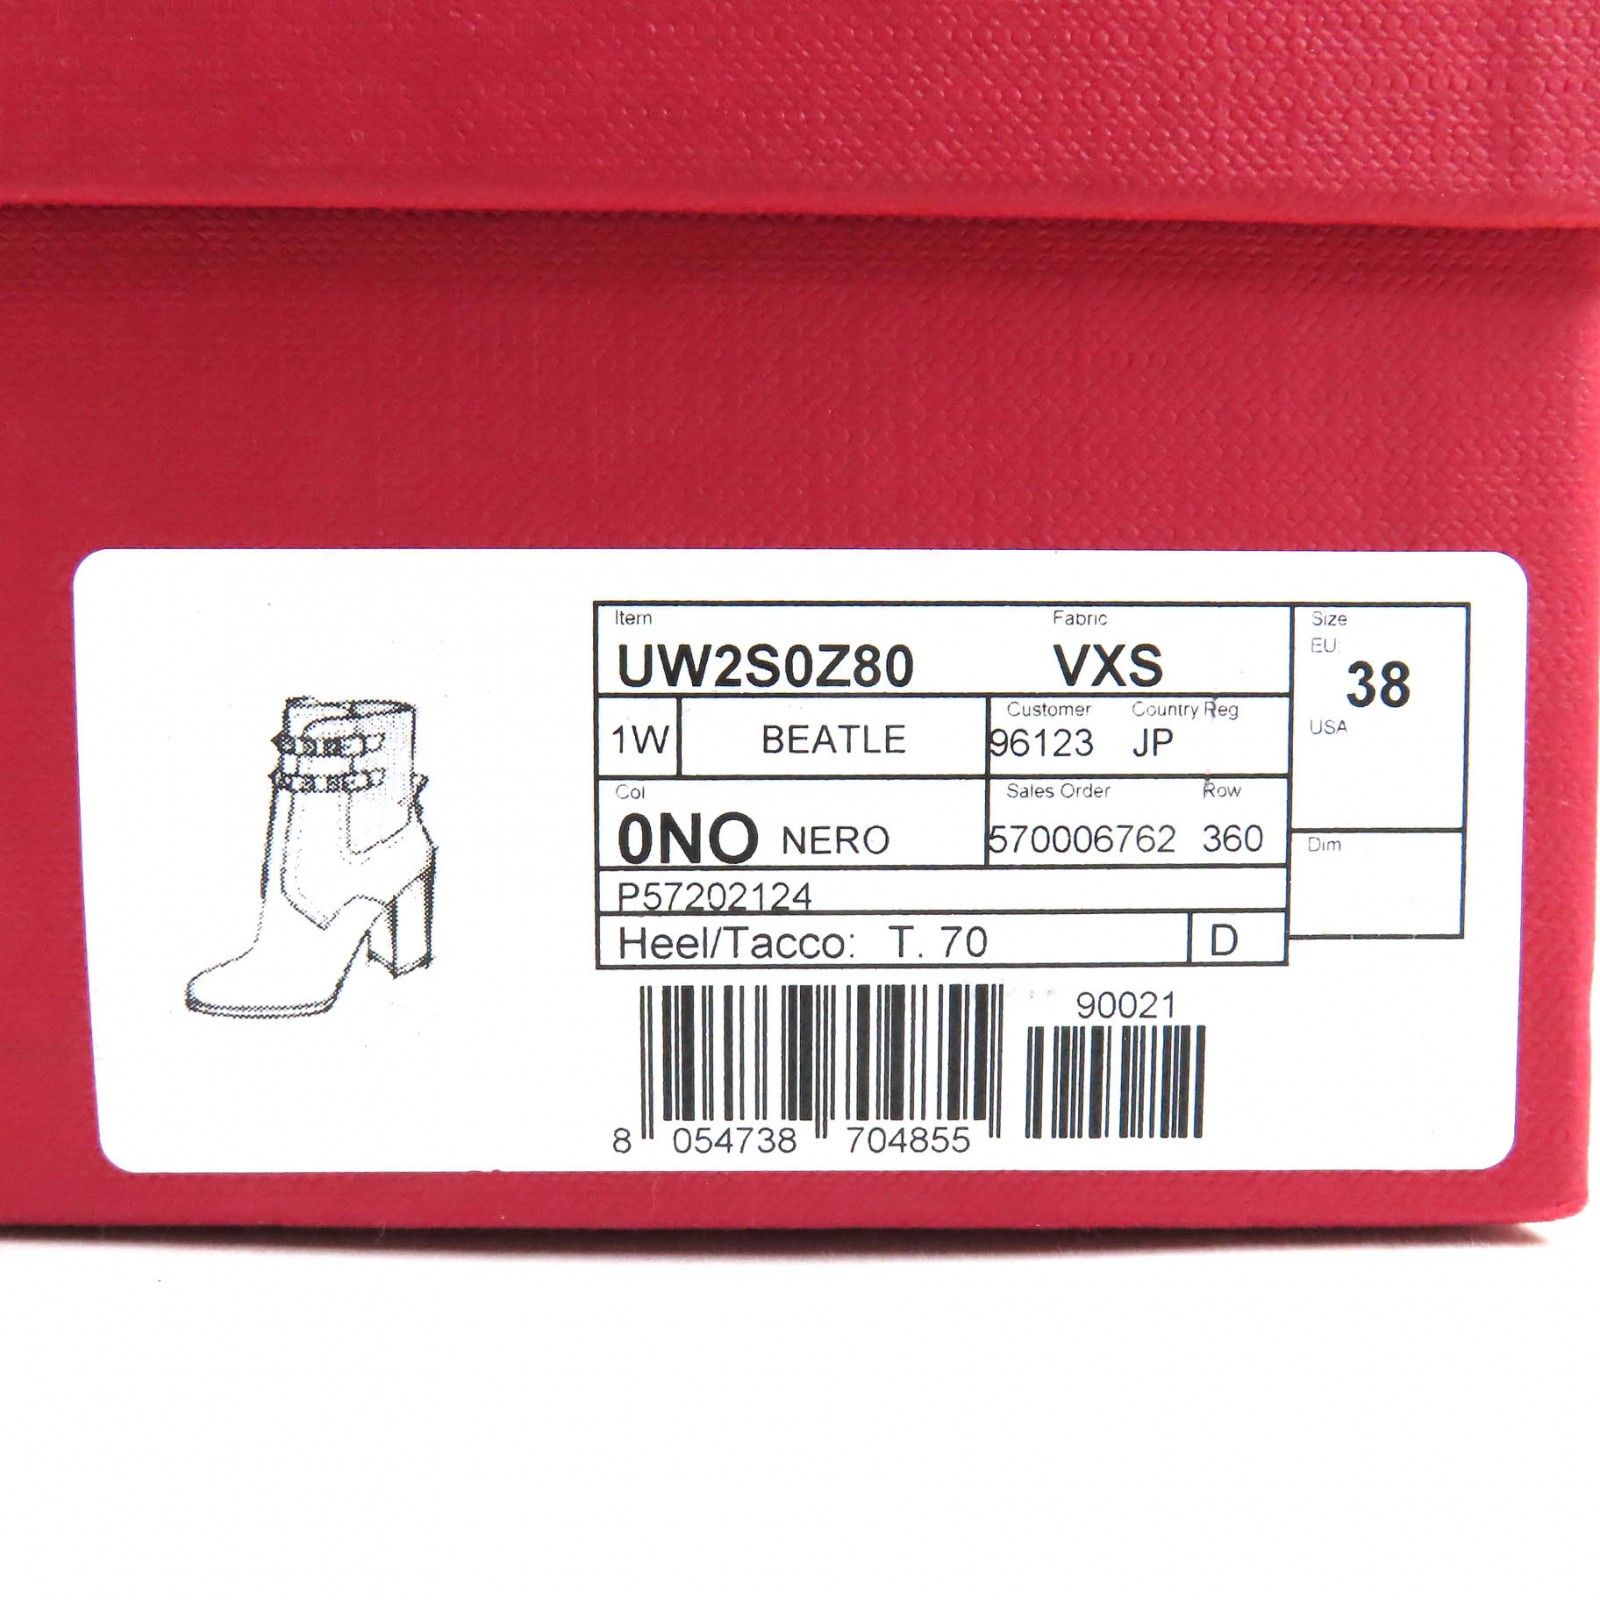 Item Fabric Size
UW2S0Z80 VXS EU: 38
1W BEATLE Customer Country Reg USA
96123 JP
Col Sales Order Row
0NO NERO 570006762 360 Dim
P57202124
Heel/Tacco: T. 70 D
90021
8 054738 704855